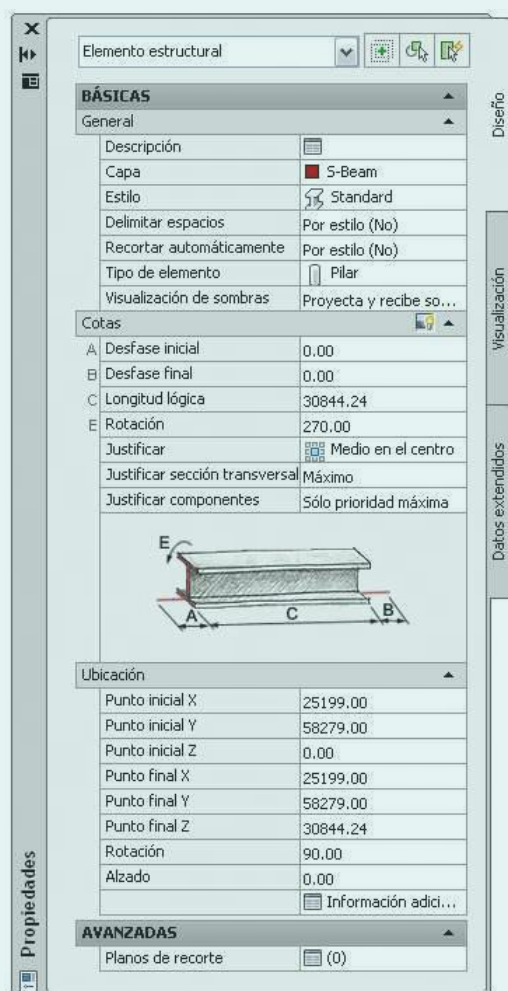 Elemento estructural
BÁSICAS
General
Descripción
Capa S-Beam
Estilo Standard
Delimitar espacios Por estilo (No)
Recortar automáticamente Por estilo (No)
Tipo de elemento Pilar
Visualización de sombras Proyecta y recibe so...
Cotas
A Desfase inicial 0.00
B Desfase final 0.00
C Longitud lógica 30844.24
E Rotación 270.00
Justificar Medio en el centro
Justificar sección transversal Máximo
Justificar componentes Sólo prioridad máxima
E
A C B
Ubicación
Punto inicial X 25199.00
Punto inicial Y 58279.00
Punto inicial Z 0.00
Punto final X 25199.00
Punto final Y 58279.00
Punto final Z 30844.24
Rotación 90.00
Alzado 0.00
Información adici...
AVANZADAS
Planos de recorte (0)
Propiedades
Diseño
Visualización
Datos extendidos